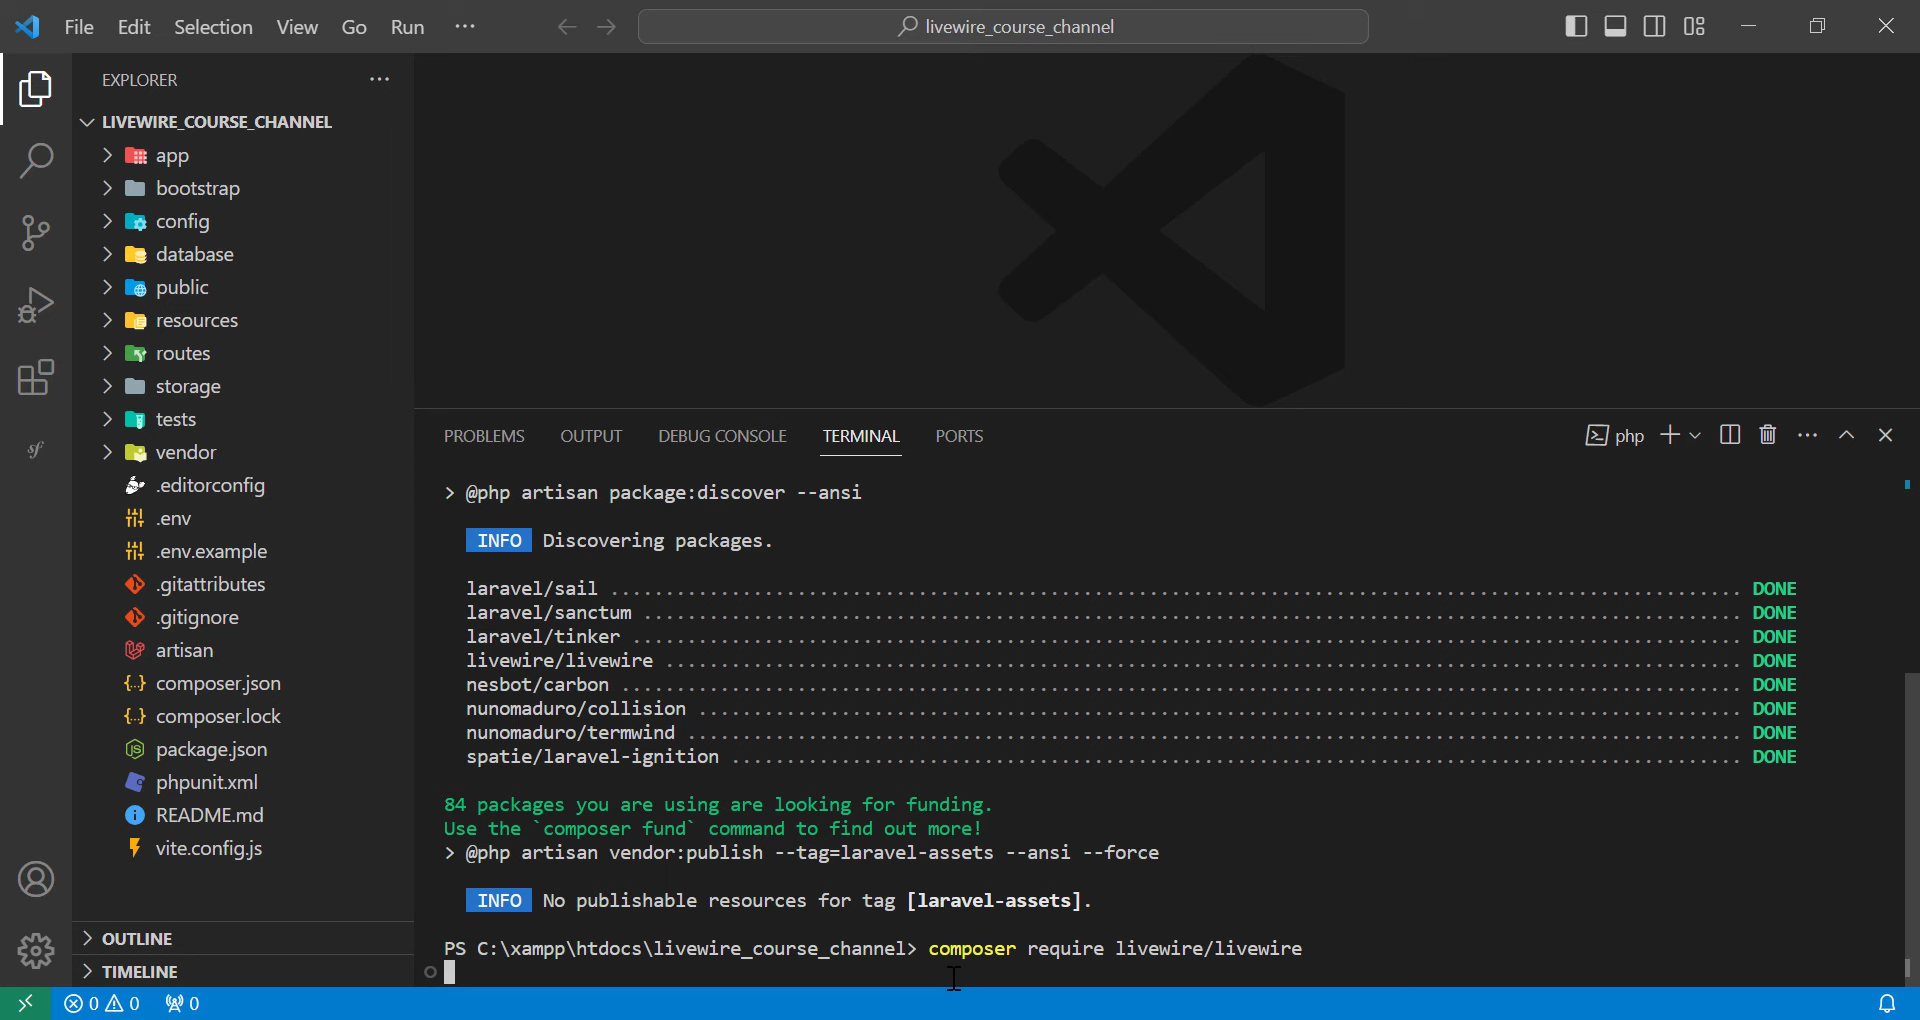 File Edit Selection View Go Run ···
livewire_course_channel
EXPLORER
LIVEWIRE_COURSE_CHANNEL
app
bootstrap
config
database
public
resources
routes
storage
tests
vendor
.editorconfig
.env
.env.example
.gitattributes
.gitignore
artisan
composer.json
composer.lock
package.json
phpunit.xml
README.md
vite.config.js
OUTLINE
TIMELINE
PROBLEMS OUTPUT DEBUG CONSOLE TERMINAL PORTS
php
> @php artisan package:discover --ansi
INFO Discovering packages.
laravel/sail ........................................................................................................ DONE
laravel/sanctum ..................................................................................................... DONE
laravel/tinker ...................................................................................................... DONE
livewire/livewire ................................................................................................... DONE
nesbot/carbon ....................................................................................................... DONE
nunomaduro/collision ................................................................................................ DONE
nunomaduro/termwind ................................................................................................. DONE
spatie/laravel-ignition ............................................................................................. DONE
84 packages you are using are looking for funding.
Use the `composer fund` command to find out more!
> @php artisan vendor:publish --tag=laravel-assets --ansi --force
INFO No publishable resources for tag [laravel-assets].
PS C:\xampp\htdocs\livewire_course_channel> composer require livewire/livewire
0 0 0